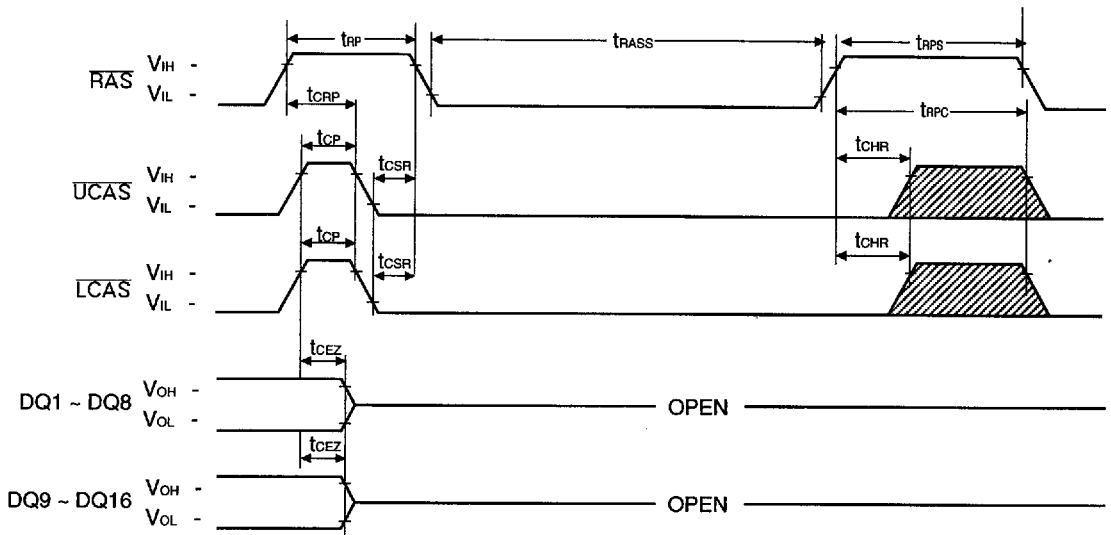 tRP
tRASS
tRPS
RAS VIH -
VIL -
tCRP
tRPC
tCP
tCSR
tCHR
UCAS VIH -
VIL -
tCP
tCSR
tCHR
LCAS VIH -
VIL -
tCEZ
DQ1 ~ DQ8 VOH -
VOL -
OPEN
tCEZ
DQ9 ~ DQ16 VOH -
VOL -
OPEN